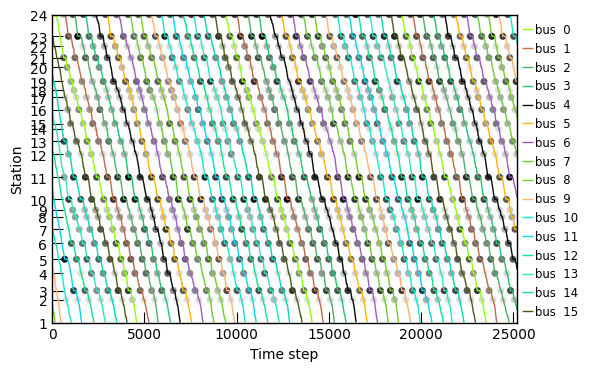 24
23
22
21
20
19
18
17
16
15
14
13
12
11
10
9
8
7
6
5
4
3
2
1
Station
0 5000 10000 15000 20000 25000
Time step
bus 0
bus 1
bus 2
bus 3
bus 4
bus 5
bus 6
bus 7
bus 8
bus 9
bus 10
bus 11
bus 12
bus 13
bus 14
bus 15